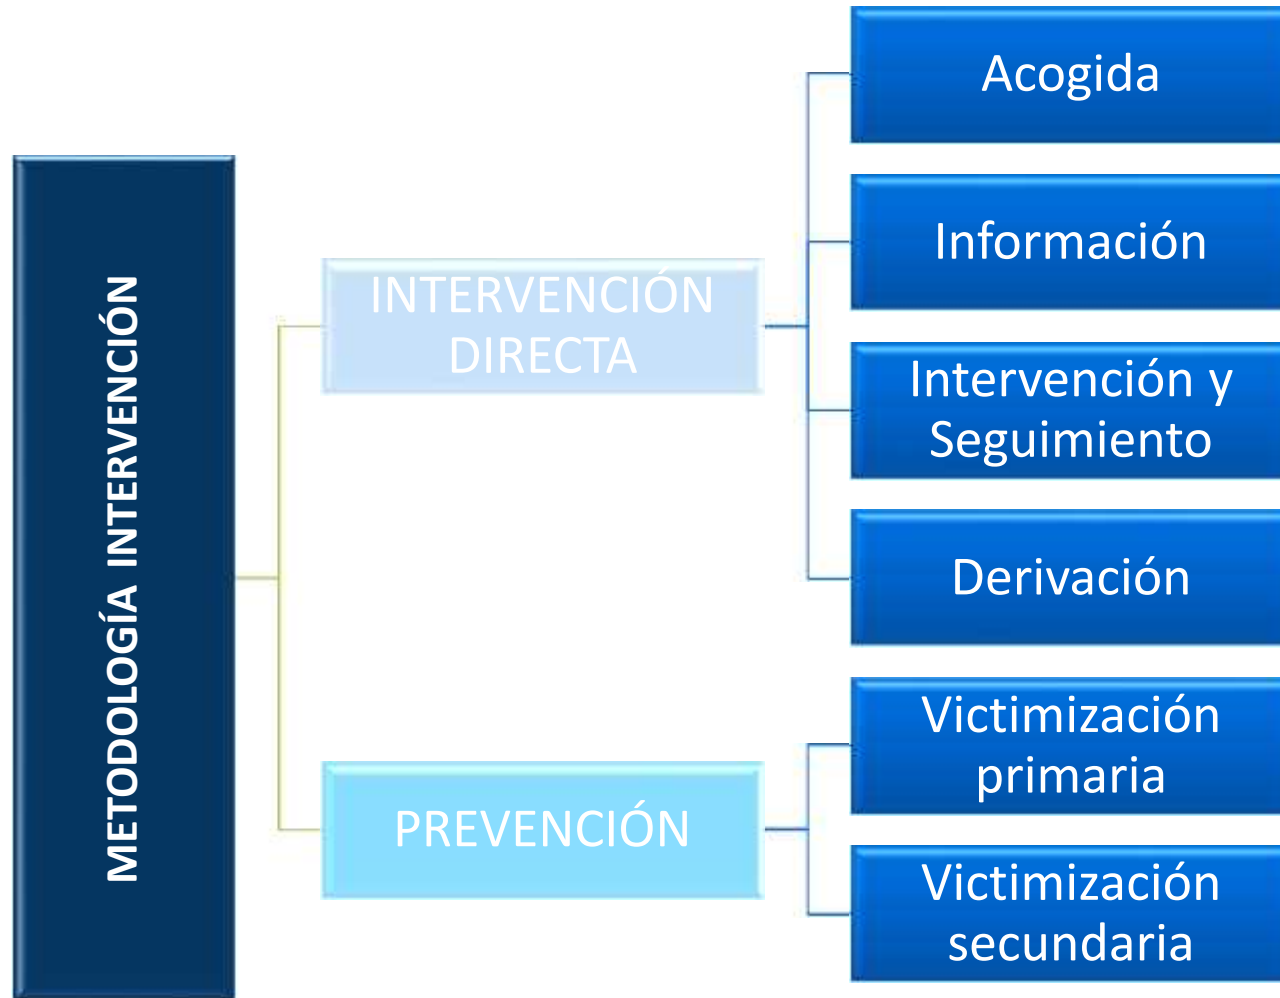 METODOLOGÍA INTERVENCIÓN
INTERVENCIÓN
DIRECTA
Acogida
Información
Intervención y
Seguimiento
Derivación
PREVENCIÓN
Victimización
primaria
Victimización
secundaria